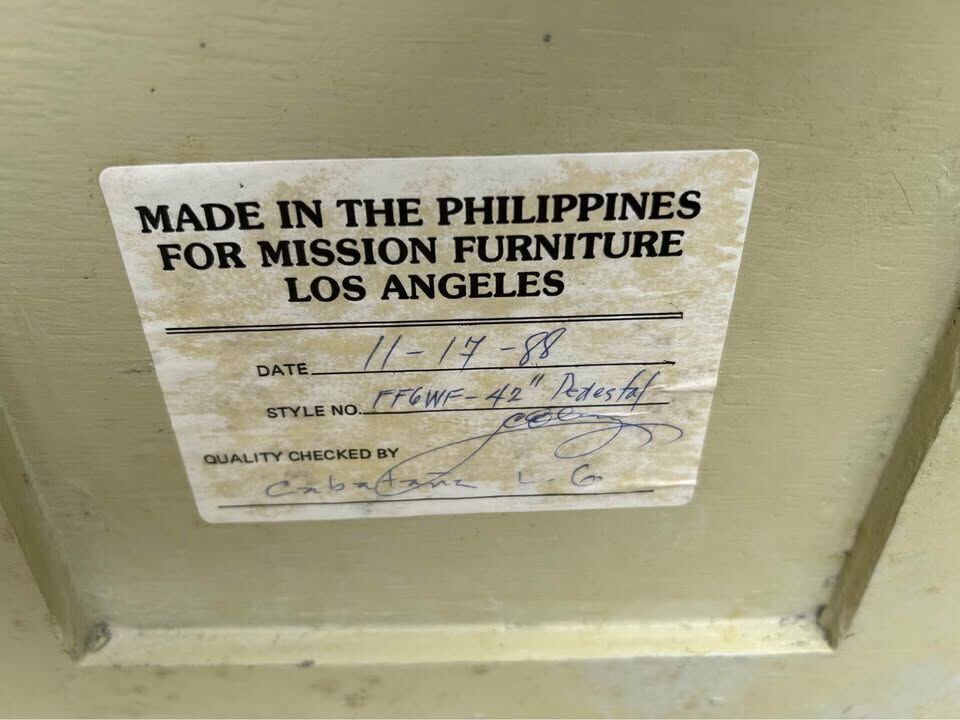 MADE IN THE PHILIPPINES
FOR MISSION FURNITURE
LOS ANGELES
DATE 11-17-88
STYLE NO. FF6WF-42" Pedestal
QUALITY CHECKED BY
Cabataña L. G